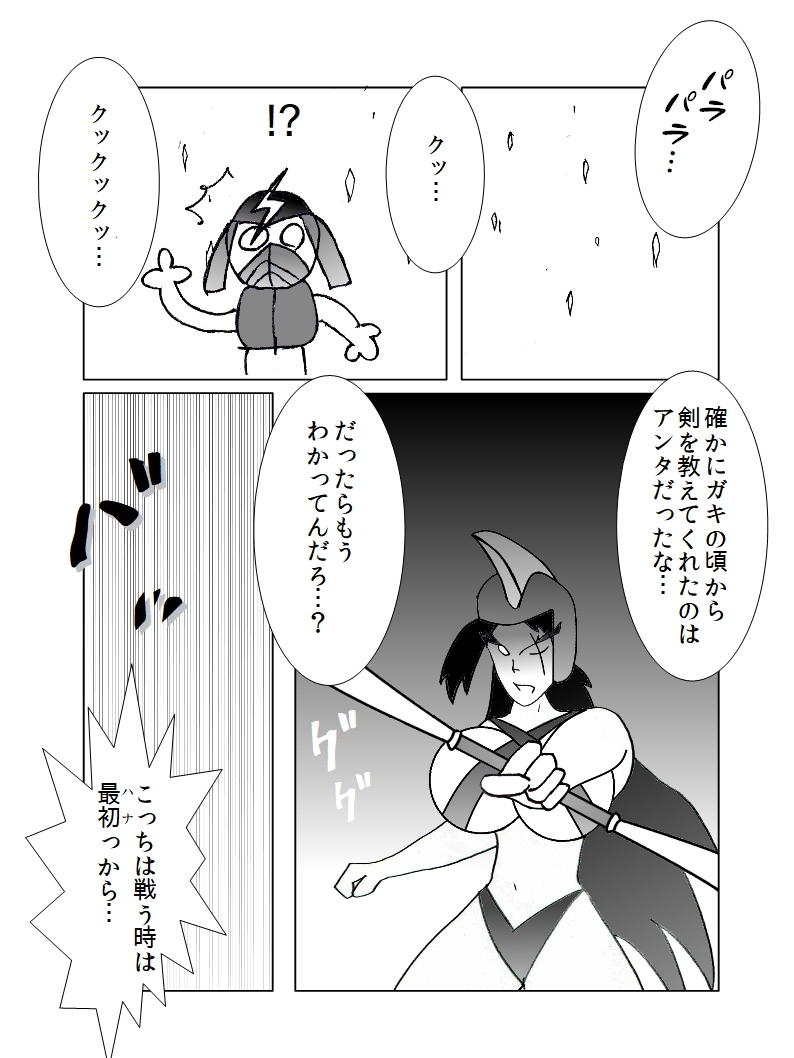 パラ
パラ…
クッ…
!?
クックックッ…
確かにガキの頃から
剣を教えてくれたのは
アンタだったな…
だったらもう
わかってんだろ…?
グ
グ
バ
バ
こっちは戦う時は
最初っから…
ハナ